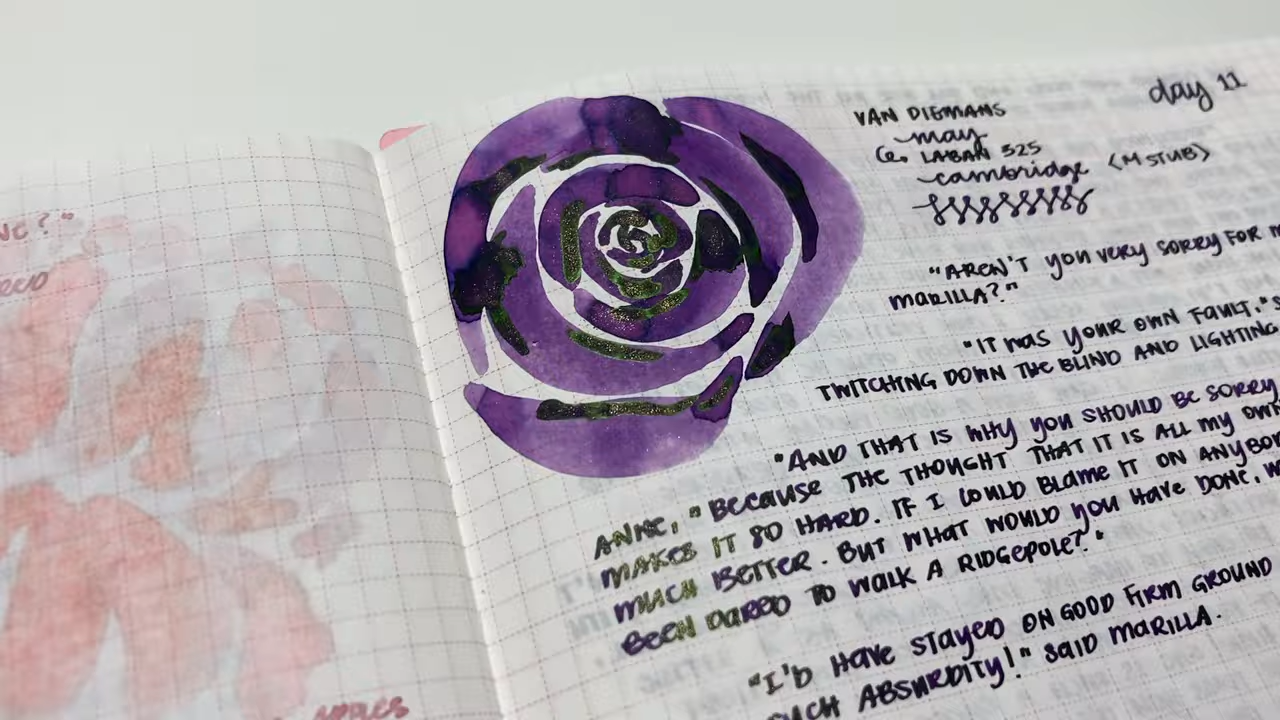 NE?"
day 11
VAN DIEMANS
may
@ LABAN 325
cambridge (M STUB)
"AREN'T you very sorry FOR
MARILLA?"
"IT was YOUR OWN FAULT,"
TWITCHING DOWN THE BLIND AND LIGHTING
"AND THAT IS WHY you SHOULD BE SORRY
ANNE, "BECAUSE THE THOUGHT THAT IT IS ALL MY OWN
MAKES IT SO HARD. IF I COULD BLAME IT ON ANYBODY
MUCH BETTER. BUT WHAT WOULD you HAVE DONE,
BEEN DARED TO WALK A RIDGEPOLE?"
"I'D HAVE STAYED ON GOOD FIRM GROUND
SUCH ABSURDITY!" SAID MARILLA.
APPLES